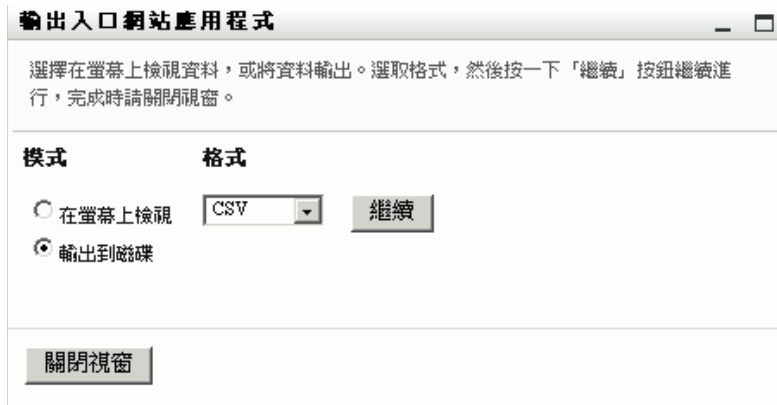 輸出入口網站應用程式
選擇在螢幕上檢視資料，或將資料輸出。選取格式，然後按一下「繼續」按鈕繼續進
行，完成時請關閉視窗。
模式 格式
在螢幕上檢視 CSV 繼續
輸出到磁碟
關閉視窗